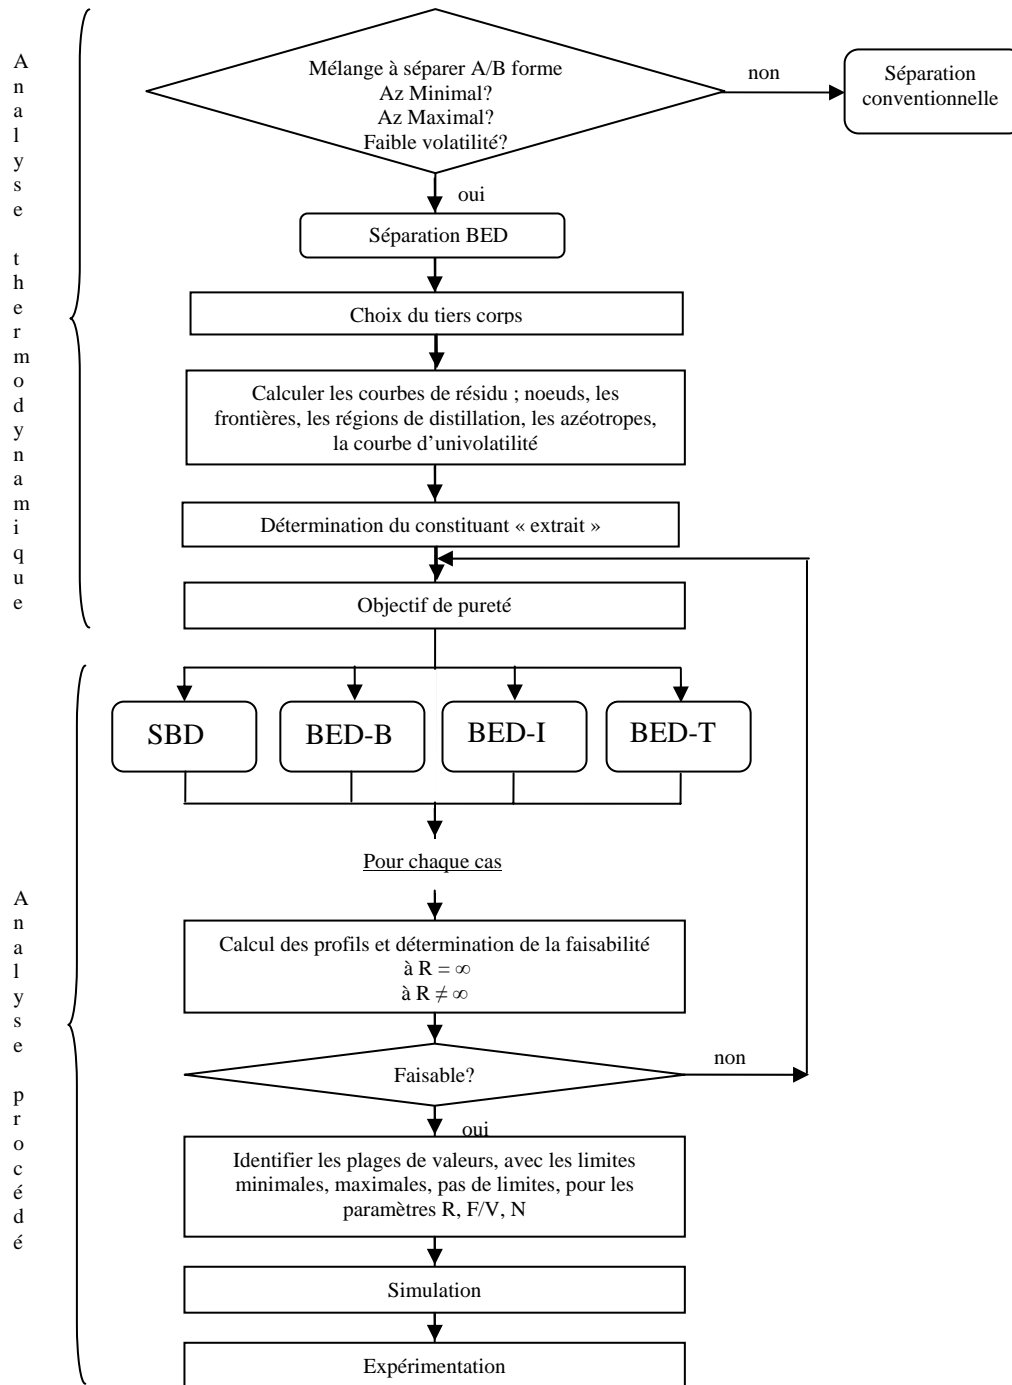 Analyse thermodynamique
Mélange à séparer A/B forme
Az Minimal?
Az Maximal?
Faible volatilité?
non
Séparation
conventionnelle
oui
Séparation BED
Choix du tiers corps
Calculer les courbes de résidu ; noeuds, les
frontières, les régions de distillation, les azéotropes,
la courbe d'univolatilité
Détermination du constituant « extrait »
Objectif de pureté
Analyse procédé
SBD
BED-B
BED-I
BED-T
Pour chaque cas
Calcul des profils et détermination de la faisabilité
à R = ∞
à R ≠ ∞
Faisable?
non
oui
Identifier les plages de valeurs, avec les limites
minimales, maximales, pas de limites, pour les
paramètres R, F/V, N
Simulation
Expérimentation